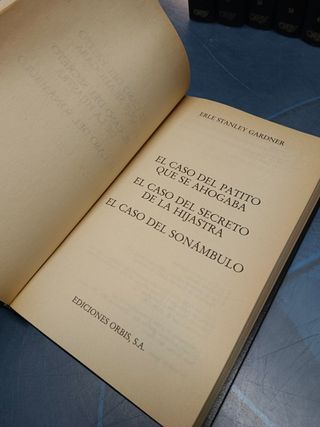 ERLE STANLEY GARDNER
EL CASO DEL PATITO
QUE SE AHOGABA
EL CASO DEL SECRETO
DE LA HIJASTRA
EL CASO DEL SONÁMBULO
EDICIONES ORBIS, S.A.